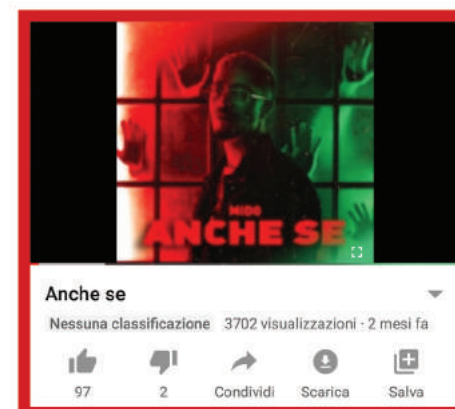 MIDO
ANCHE SE
Anche se
Nessuna classificazione 3702 visualizzazioni · 2 mesi fa
97 2 Condividi Scarica Salva